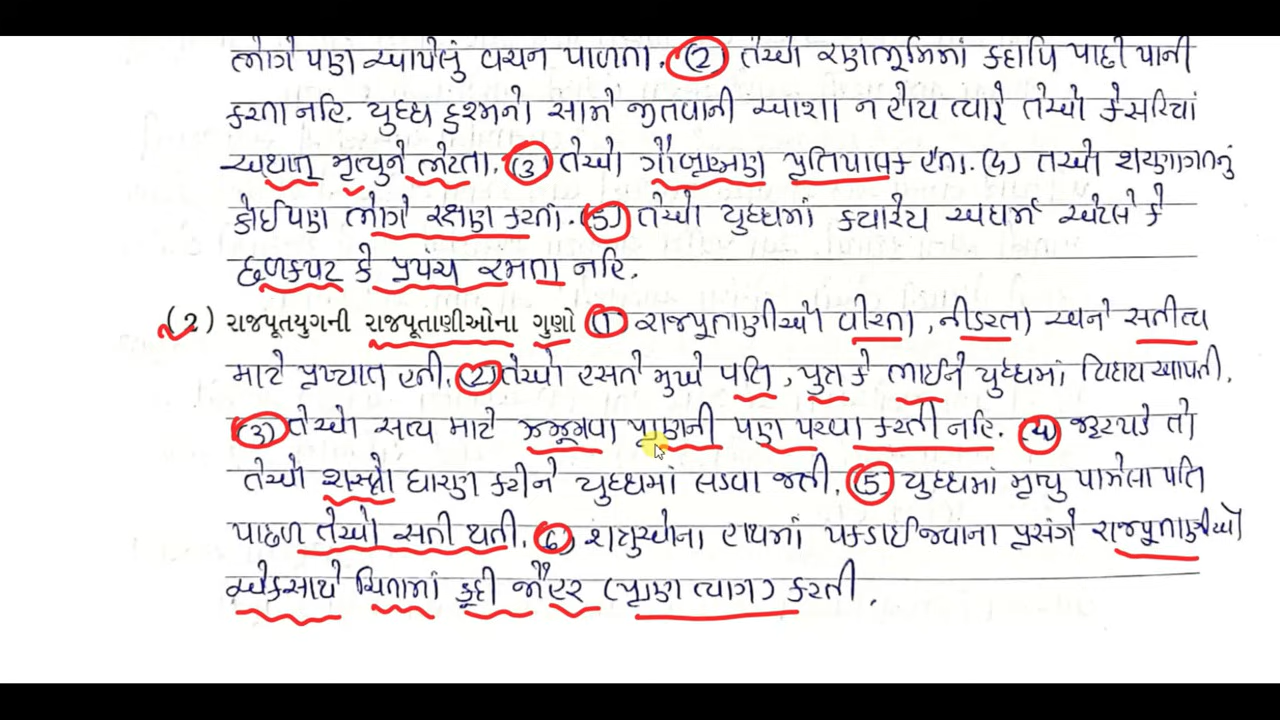 ભોગે પણ આપેલું વચન પાળતા. (2) તેઓ રણભૂમિમાં કદાપિ પાછી પાની
કરતા નહિ. યુદ્ધ દુશ્મનો સામે જીતવાની આશા ન હોય ત્યારે તેઓ કેસરિયાં
અર્થાત્ મૃત્યુને ભેટતા. (3) તેઓ ગૌબ્રાહ્મણ પ્રતિપાલક હતા. (4) તેઓ શરણાગતનું
કોઈપણ ભોગે રક્ષણ કરતાં. (5) તેઓ યુદ્ધમાં ક્યારેય અધર્મ એટલે કે
છળકપટ કે પ્રપંચ રમતા નહિ.
(2) રાજપૂતયુગની રાજપૂતાણીઓના ગુણો (1) રાજપૂતાણીઓ વીરતા, નીડરતા અને સતીત્વ
માટે પ્રખ્યાત હતી. (2) તેઓ હસતે મુખે પતિ, પુત્ર કે ભાઈને યુદ્ધમાં વિદાય આપતી.
(3) તેઓ સત્ય માટે ઝઝૂમવા પ્રાણની પણ પરવા કરતી નહિ. (4) જરૂર પડે તો
તેઓ શસ્ત્રો ધારણ કરીને યુદ્ધમાં લડવા જતી. (5) યુદ્ધમાં મૃત્યુ પામેલા પતિ
પાછળ તેઓ સતી થતી. (6) શત્રુઓના હાથમાં પકડાઈ જવાના પ્રસંગે રાજપૂતાણીઓ
એકસાથે ચિતામાં કૂદી જૌહર (પ્રાણ ત્યાગ) કરતી.